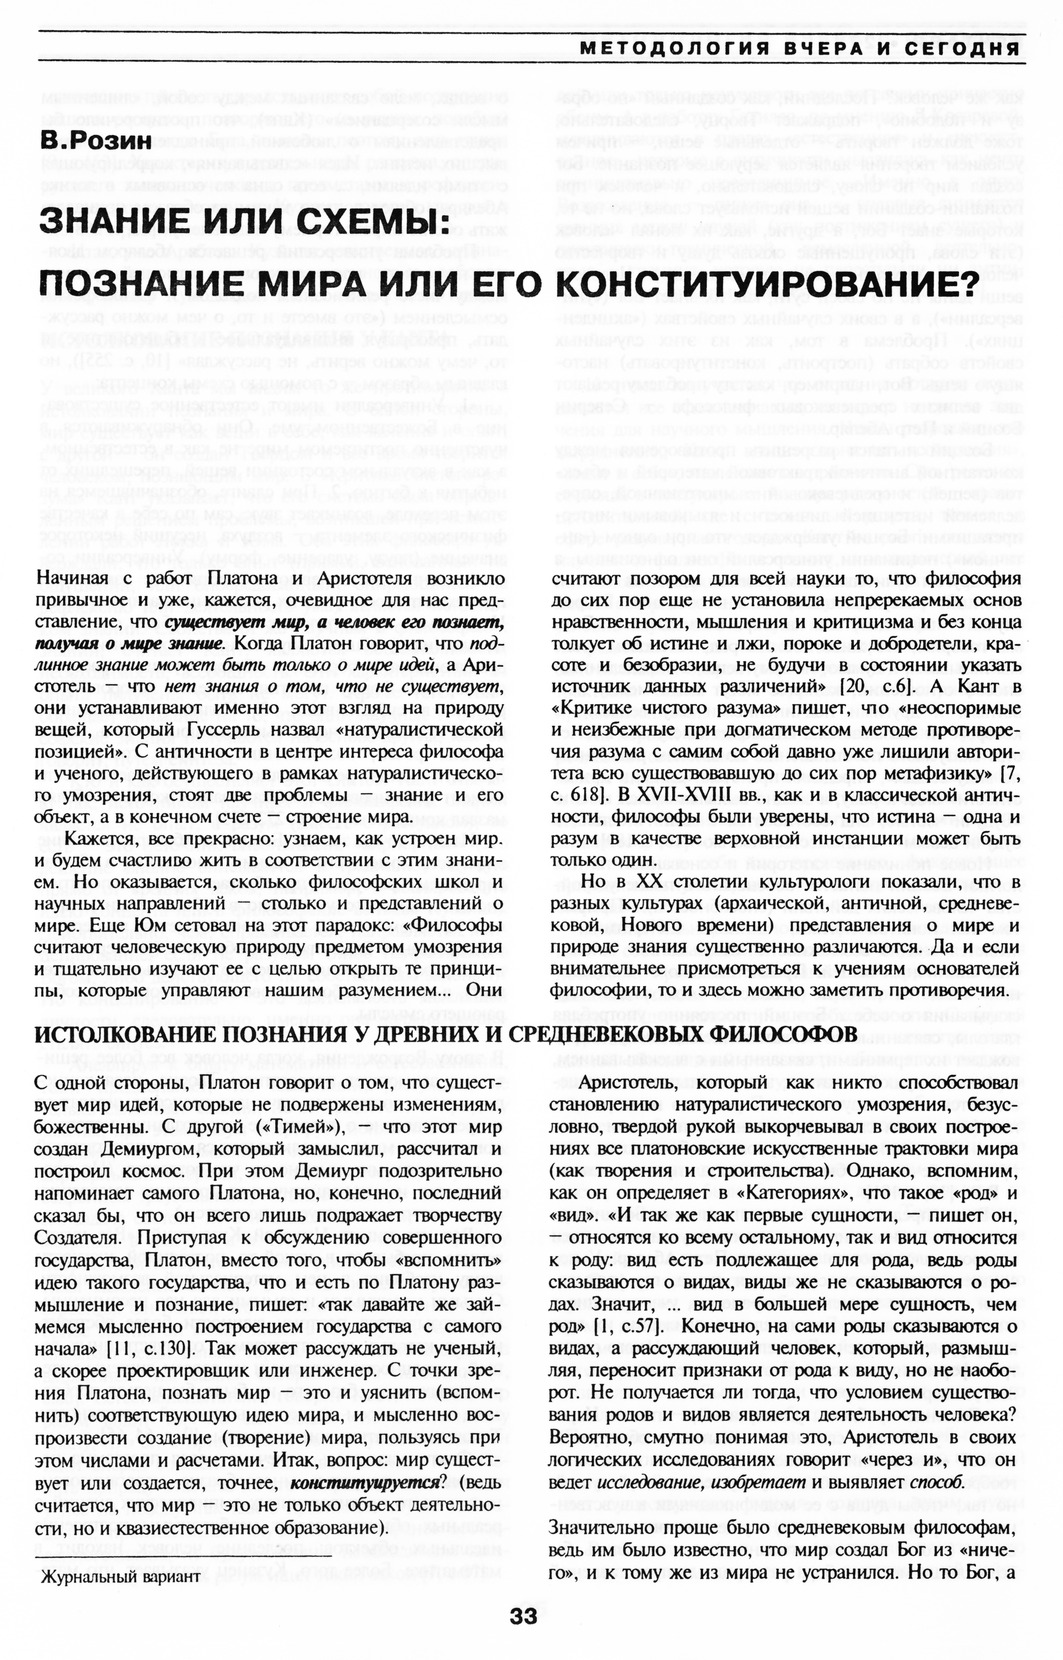 МЕТОДОЛОГИЯ ВЧЕРА И СЕГОДНЯ
В.Розин
ЗНАНИЕ ИЛИ СХЕМЫ:
ПОЗНАНИЕ МИРА ИЛИ ЕГО КОНСТИТУИРОВАНИЕ?
Начиная с работ Платона и Аристотеля возникло
привычное и уже, кажется, очевидное для нас пред-
ставление, что существует мир, а человек его познает,
получая о мире знание. Когда Платон говорит, что под-
линное знание может быть только о мире идей, а Ари-
стотель — что нет знания о том, что не существует,
они устанавливают именно этот взгляд на природу
вещей, который Гуссерль назвал «натуралистической
позицией». С античности в центре интереса философа
и ученого, действующего в рамках натуралистическо-
го умозрения, стоят две проблемы — знание и его
объект, а в конечном счете — строение мира.
Кажется, все прекрасно: узнаем, как устроен мир.
и будем счастливо жить в соответствии с этим знани-
ем. Но оказывается, сколько философских школ и
научных направлений — столько и представлений о
мире. Еще Юм сетовал на этот парадокс: «Философы
считают человеческую природу предметом умозрения
и тщательно изучают ее с целью открыть те принци-
пы, которые управляют нашим разумением... Они
считают позором для всей науки то, что философия
до сих пор еще не установила непререкаемых основ
нравственности, мышления и критицизма и без конца
толкует об истине и лжи, пороке и добродетели, кра-
соте и безобразии, не будучи в состоянии указать
источник данных различений» [20, с.6]. А Кант в
«Критике чистого разума» пишет, что «неоспоримые
и неизбежные при догматическом методе противоре-
чия разума с самим собой давно уже лишили автори-
тета всю существовавшую до сих пор метафизику» [7,
с. 618]. В XVII-XVIII вв., как и в классической антич-
ности, философы были уверены, что истина — одна и
разум в качестве верховной инстанции может быть
только один.
Но в XX столетии культурологи показали, что в
разных культурах (архаической, античной, средневе-
ковой, Нового времени) представления о мире и
природе знания существенно различаются. Да и если
внимательнее присмотреться к учениям основателей
философии, то и здесь можно заметить противоречия.
ИСТОЛКОВАНИЕ ПОЗНАНИЯ У ДРЕВНИХ И СРЕДНЕВЕКОВЫХ ФИЛОСОФОВ
С одной стороны, Платон говорит о том, что сущест-
вует мир идей, которые не подвержены изменениям,
божественны. С другой («Тимей»), — что этот мир
создан Демиургом, который замыслил, рассчитал и
построил космос. При этом Демиург подозрительно
напоминает самого Платона, но, конечно, последний
сказал бы, что он всего лишь подражает творчеству
Создателя. Приступая к обсуждению совершенного
государства, Платон, вместо того, чтобы «вспомнить»
идею такого государства, что и есть по Платону раз-
мышление и познание, пишет: «так давайте же зай-
мемся мысленно построением государства с самого
начала» [11, с.130]. Так может рассуждать не ученый,
а скорее проектировщик или инженер. С точки зре-
ния Платона, познать мир — это и уяснить (вспом-
нить) соответствующую идею мира, и мысленно вос-
произвести создание (творение) мира, пользуясь при
этом числами и расчетами. Итак, вопрос: мир сущест-
вует или создается, точнее, конституируется? (ведь
считается, что мир — это не только объект деятельно-
сти, но и квазиестественное образование).
Аристотель, который как никто способствовал
становлению натуралистического умозрения, безус-
ловно, твердой рукой выкорчевывал в своих построе-
ниях все платоновские искусственные трактовки мира
(как творения и строительства). Однако, вспомним,
как он определяет в «Категориях», что такое «род» и
«вид». «И так же как первые сущности, — пишет он,
— относятся ко всему остальному, так и вид относится
к роду: вид есть подлежащее для рода, ведь роды
сказываются о видах, виды же не сказываются о ро-
дах. Значит, ... вид в большей мере сущность, чем
род» [1, с.57]. Конечно, на сами роды сказываются о
видах, а рассуждающий человек, который, размыш-
ляя, переносит признаки от рода к виду, но не наобо-
рот. Не получается ли тогда, что условием существо-
вания родов и видов является деятельность человека?
Вероятно, смутно понимая это, Аристотель в своих
логических исследованиях говорит «через и», что он
ведет исследование, изобретает и выявляет способ.
Значительно проще было средневековым философам,
ведь им было известно, что мир создал Бог из «ниче-
го», и к тому же из мира не устранился. Но то Бог, а
Журнальный вариант
33